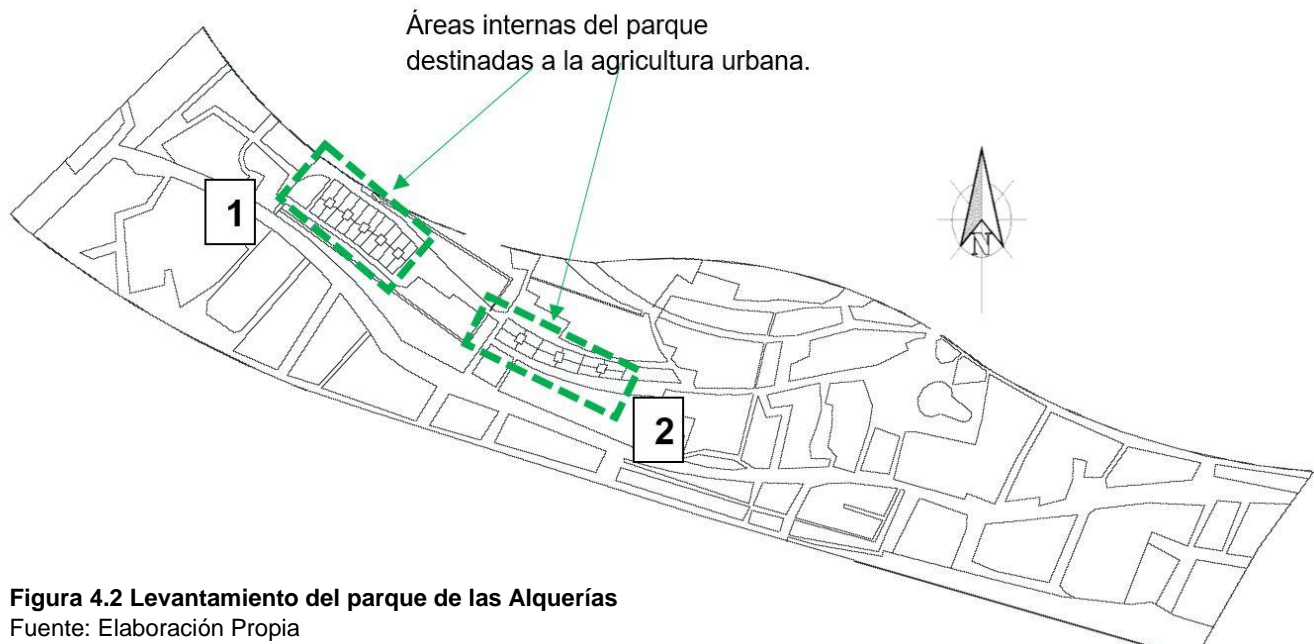 Áreas internas del parque
destinadas a la agricultura urbana.
1
N
2
Figura 4.2 Levantamiento del parque de las Alquerías
Fuente: Elaboración Propia